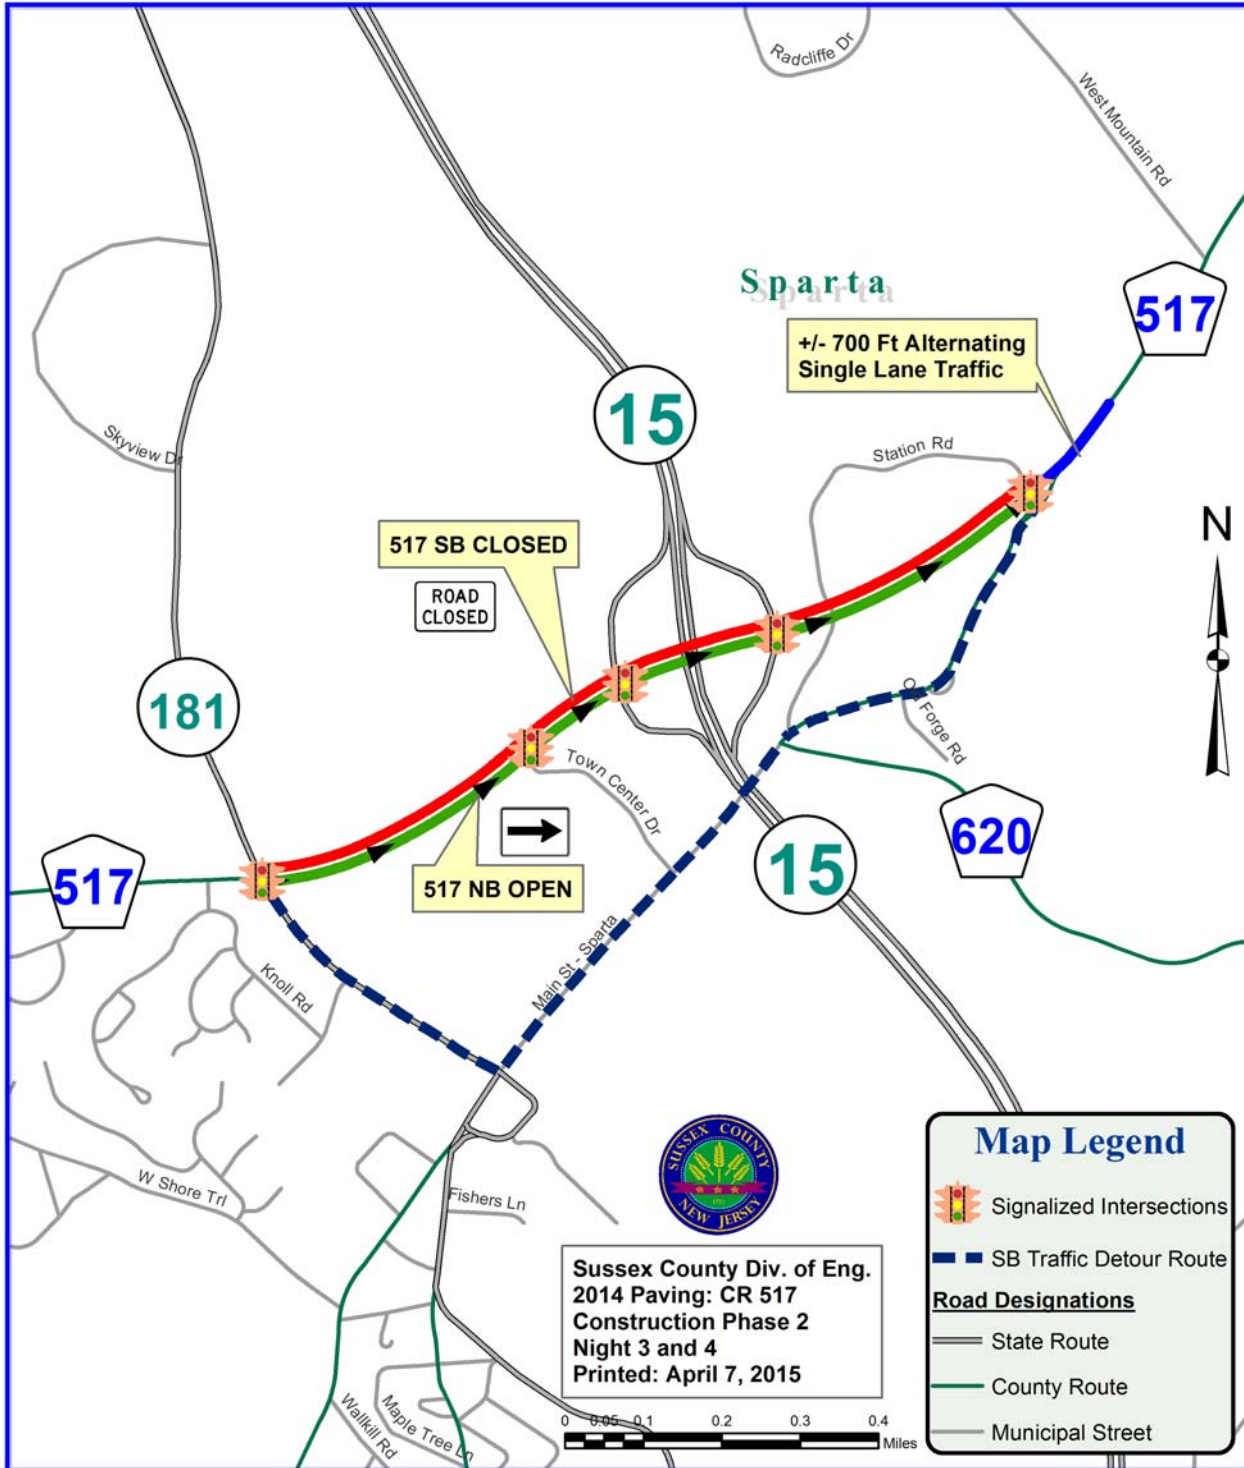 Radcliffe Dr
West Mountain Rd
Sparta
517
+/- 700 Ft Alternating
Single Lane Traffic
15
Skyview Dr
Station Rd
517 SB CLOSED
ROAD
CLOSED
N
181
Old Forge Rd
Town Center Dr
620
15
517
517 NB OPEN
Main St - Sparta
Knoll Rd
W Shore Trl
Fishers Ln
SUSSEX COUNTY
NEW JERSEY
Map Legend
Signalized Intersections
SB Traffic Detour Route
Road Designations
State Route
County Route
Municipal Street
Sussex County Div. of Eng.
2014 Paving: CR 517
Construction Phase 2
Night 3 and 4
Printed: April 7, 2015
Wallkill Rd
Maple Tree Ln
0 0.05 0.1 0.2 0.3 0.4
Miles